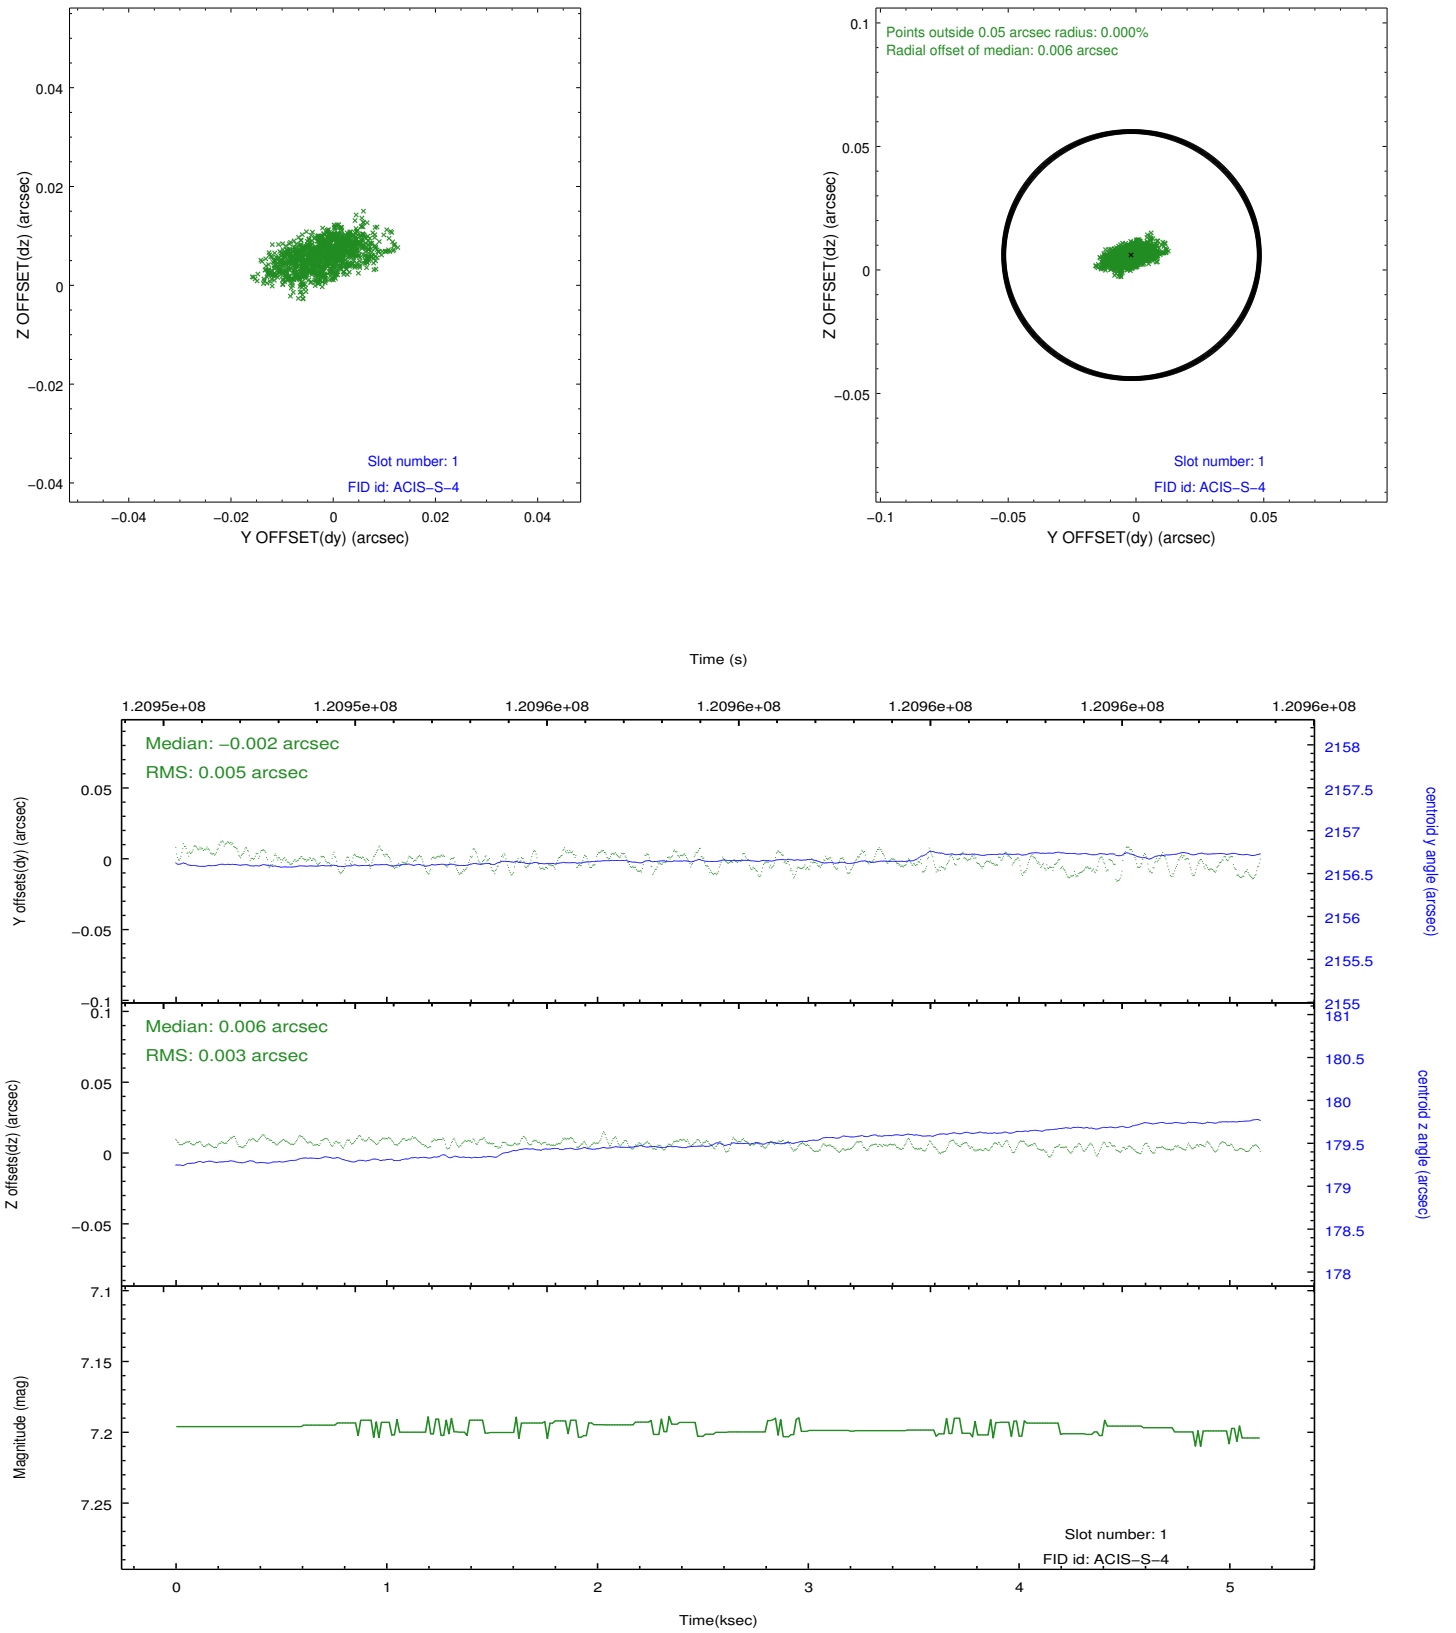 0.04
0.02
0
−0.02
−0.04
Z OFFSET(dz) (arcsec)
Slot number: 1
FID id: ACIS−S−4
−0.04 −0.02 0 0.02 0.04
Y OFFSET(dy) (arcsec)
Points outside 0.05 arcsec radius: 0.000%
Radial offset of median: 0.006 arcsec
0.1
0.05
0
−0.05
Z OFFSET(dz) (arcsec)
Slot number: 1
FID id: ACIS−S−4
−0.1 −0.05 0 0.05
Y OFFSET(dy) (arcsec)
Time (s)
1.2095e+08 1.2095e+08 1.2096e+08 1.2096e+08 1.2096e+08 1.2096e+08 1.2096e+08
Median: −0.002 arcsec
RMS: 0.005 arcsec
0.05
0
−0.05
−0.1
Y offsets(dy) (arcsec)
2158
2157.5
2157
2156.5
2156
2155.5
2155
centroid y angle (arcsec)
Median: 0.006 arcsec
RMS: 0.003 arcsec
0.1
0.05
0
−0.05
Z offsets(dz) (arcsec)
181
180.5
180
179.5
179
178.5
178
centroid z angle (arcsec)
7.1
7.15
7.2
7.25
Magnitude (mag)
Slot number: 1
FID id: ACIS−S−4
0 1 2 3 4 5
Time(ksec)